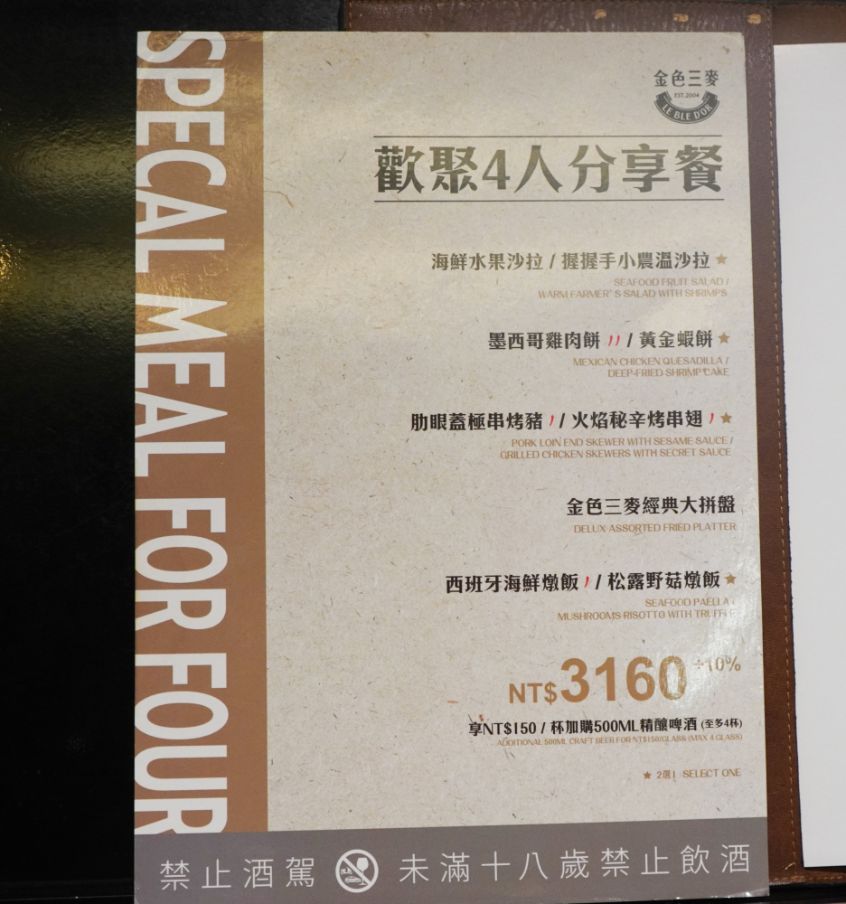 SPECAL MEAL FOR FOUR
金色三麥
EST.2004
LE BLE D'OR
歡聚4人分享餐
海鮮水果沙拉 / 握握手小農溫沙拉 ★
SEAFOOD FRUIT SALAD /
WARM FARMER'S SALAD WITH SHRIMPS
墨西哥雞肉餅 / 黃金蝦餅 ★
MEXICAN CHICKEN QUESADILLA /
DEEP-FRIED SHRIMP CAKE
肋眼蓋極串烤豬 / 火焰秘辛烤串翅 ★
PORK LOIN END SKEWER WITH SESAME SAUCE /
GRILLED CHICKEN SKEWERS WITH SECRET SAUCE
金色三麥經典大拼盤
DELUX ASSORTED FRIED PLATTER
西班牙海鮮燉飯 / 松露野菇燉飯 ★
SEAFOOD PAELLA /
MUSHROOMS RISOTTO WITH TRUFFLE
NT$3160 +10%
享NT$150 / 杯加購500ML精釀啤酒 (至多4杯)
ADDITIONAL 500ML CRAFT BEER FOR NT$150/GLASS (MAX 4 GLASS)
★ 2選1 SELECT ONE
禁止酒駕 未滿十八歲禁止飲酒